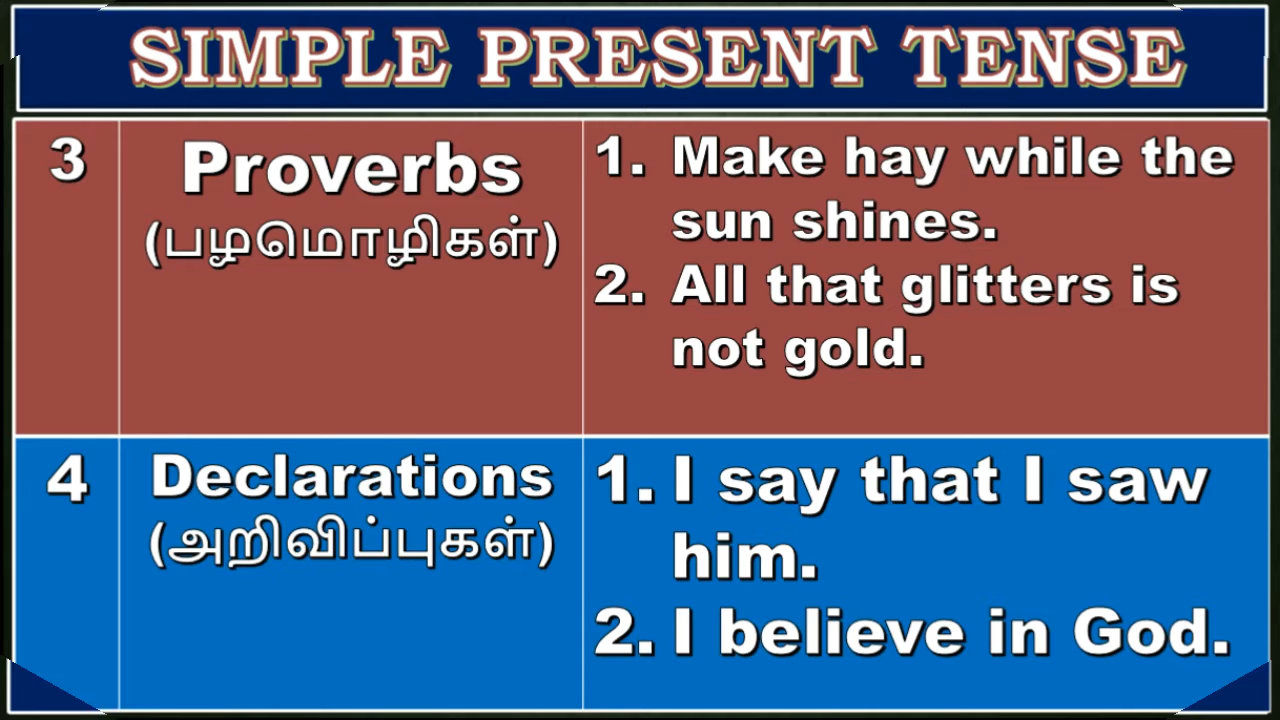 SIMPLE PRESENT TENSE
3
Proverbs
(பழமொழிகள்)
1. Make hay while the
sun shines.
2. All that glitters is
not gold.
4
Declarations
(அறிவிப்புகள்)
1. I say that I saw
him.
2. I believe in God.